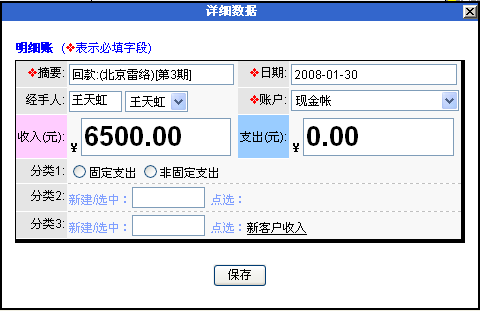 详细数据
明细账 (❖表示必填字段)
❖摘要: 回款:(北京雷络)[第3期] ❖日期: 2008-01-30
经手人: 王天虹 王天虹 ❖账户: 现金帐
收入(元): ¥ 6500.00 支出(元): ¥ 0.00
分类1: 固定支出 非固定支出
分类2: 新建/选中: 点选:
分类3: 新建/选中: 点选: 新客户收入
保存